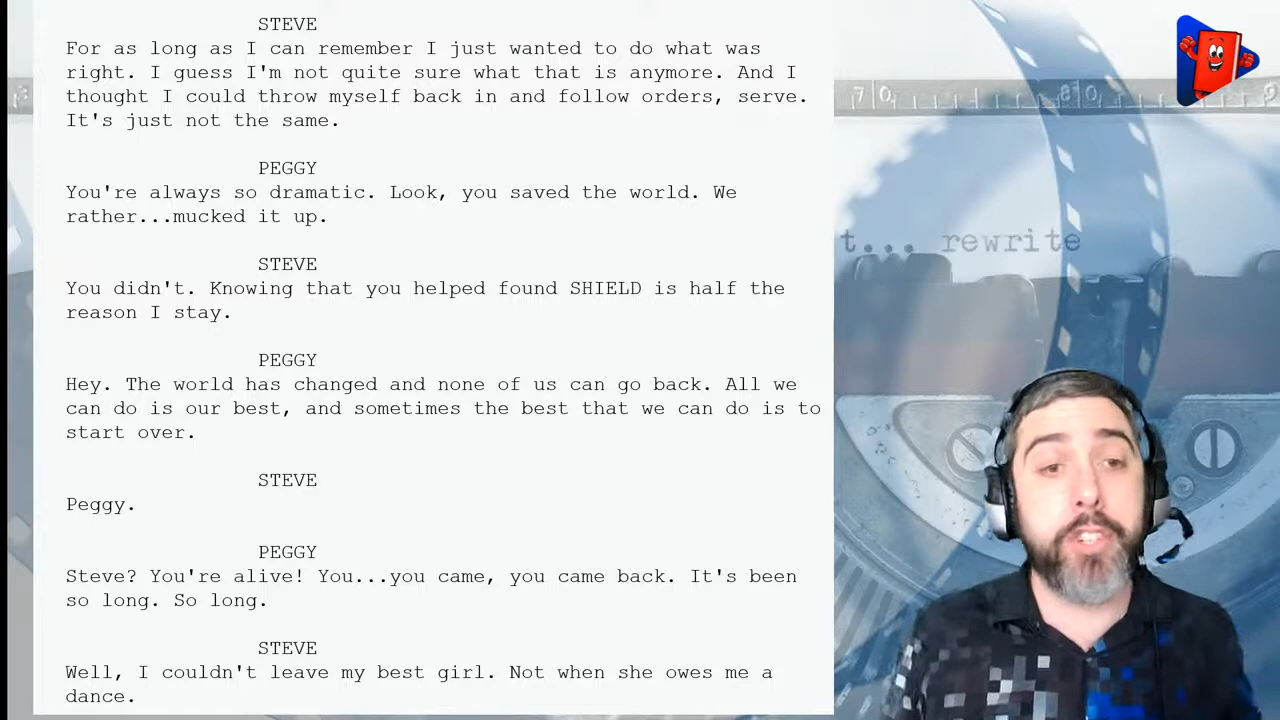 STEVE
For as long as I can remember I just wanted to do what was
right. I guess I'm not quite sure what that is anymore. And I
thought I could throw myself back in and follow orders, serve.
It's just not the same.
PEGGY
You're always so dramatic. Look, you saved the world. We
rather...mucked it up.
STEVE
You didn't. Knowing that you helped found SHIELD is half the
reason I stay.
PEGGY
Hey. The world has changed and none of us can go back. All we
can do is our best, and sometimes the best that we can do is to
start over.
STEVE
Peggy.
PEGGY
Steve? You're alive! You...you came, you came back. It's been
so long. So long.
STEVE
Well, I couldn't leave my best girl. Not when she owes me a
dance.
70 80 9
t... rewrite